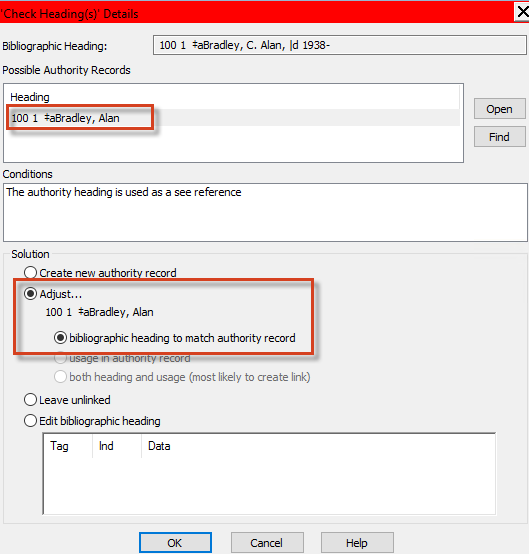 'Check Heading(s)' Details
Bibliographic Heading: 100 1 ‡aBradley, C. Alan, |d 1938-
Possible Authority Records
Heading
100 1 ‡aBradley, Alan
Open
Find
Conditions
The authority heading is used as a see reference
Solution
Create new authority record
Adjust...
100 1 ‡aBradley, Alan
bibliographic heading to match authority record
usage in authority record
both heading and usage (most likely to create link)
Leave unlinked
Edit bibliographic heading
Tag Ind Data
OK Cancel Help